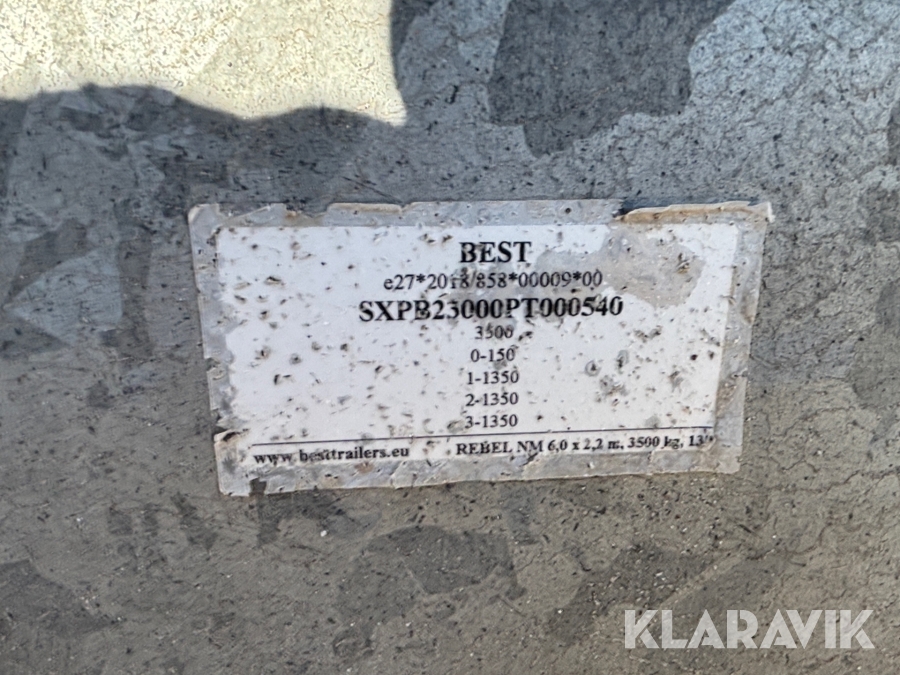 BEST
e27*2018/858*00009*00
SXPB23000PT000540
3500
0-150
1-1350
2-1350
3-1350
www.besttrailers.eu REBEL NM 6,0 x 2,2 m, 3500 kg, 13"
KLARAVIK